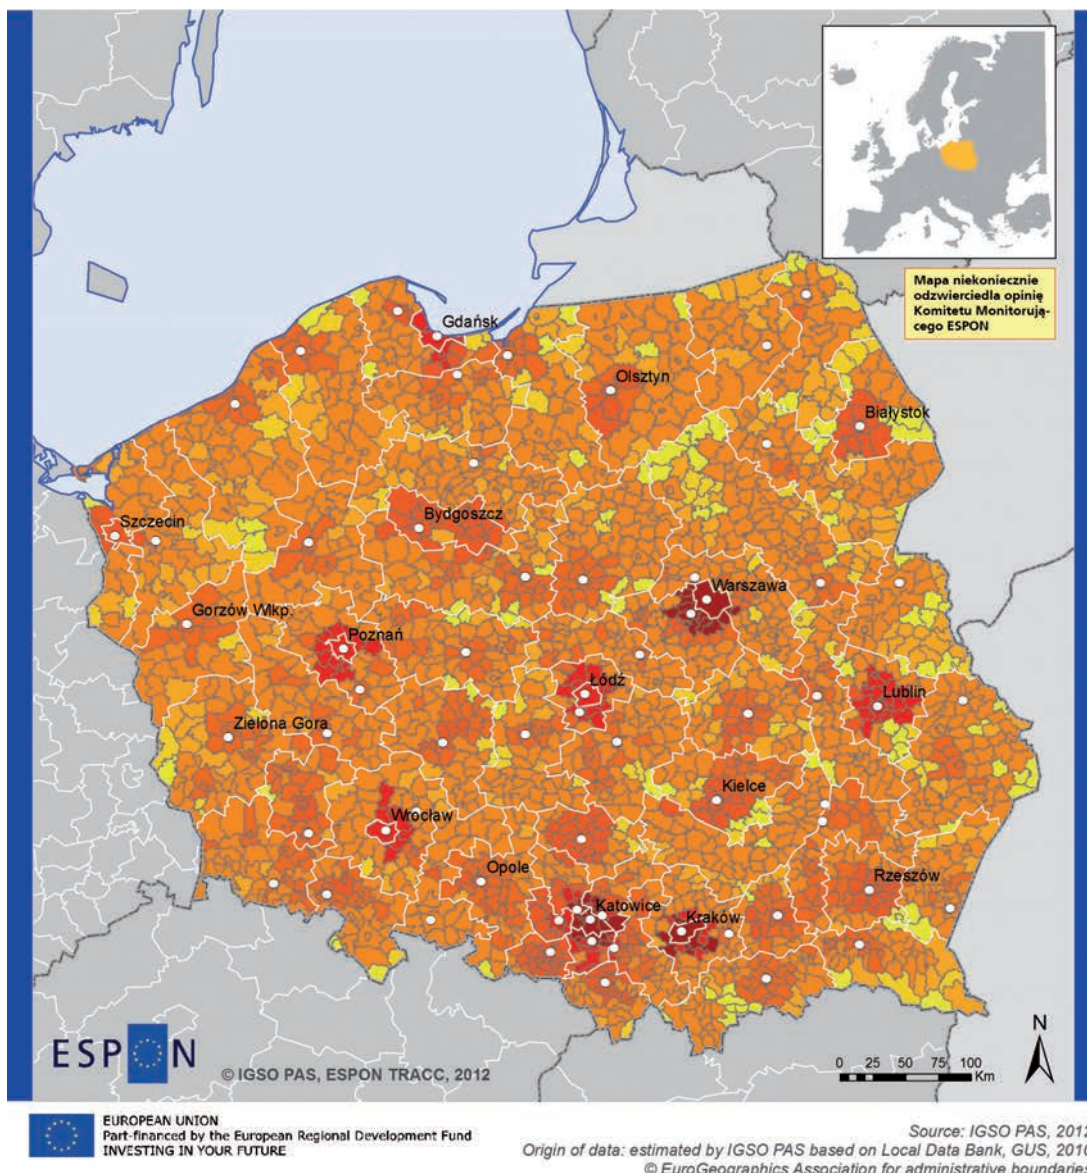 Mapa niekoniecznie
odzwierciedla opinię
Komitetu Monitorują-
cego ESPON
Gdańsk
Olsztyn
Białystok
Szczecin
Bydgoszcz
Warszawa
Gorzów Wlkp.
Poznań
Łódź
Lublin
Zielona Gora
Kielce
Wrocław
Opole
Rzeszów
Katowice
Kraków
N
ESPON
© IGSO PAS, ESPON TRACC, 2012
0 25 50 75 100
Km
EUROPEAN UNION
Part-financed by the European Regional Development Fund
INVESTING IN YOUR FUTURE
Source: IGSO PAS, 2012
Origin of data: estimated by IGSO PAS based on Local Data Bank, GUS, 2010
© EuroGeographics Association for administrative boundaries